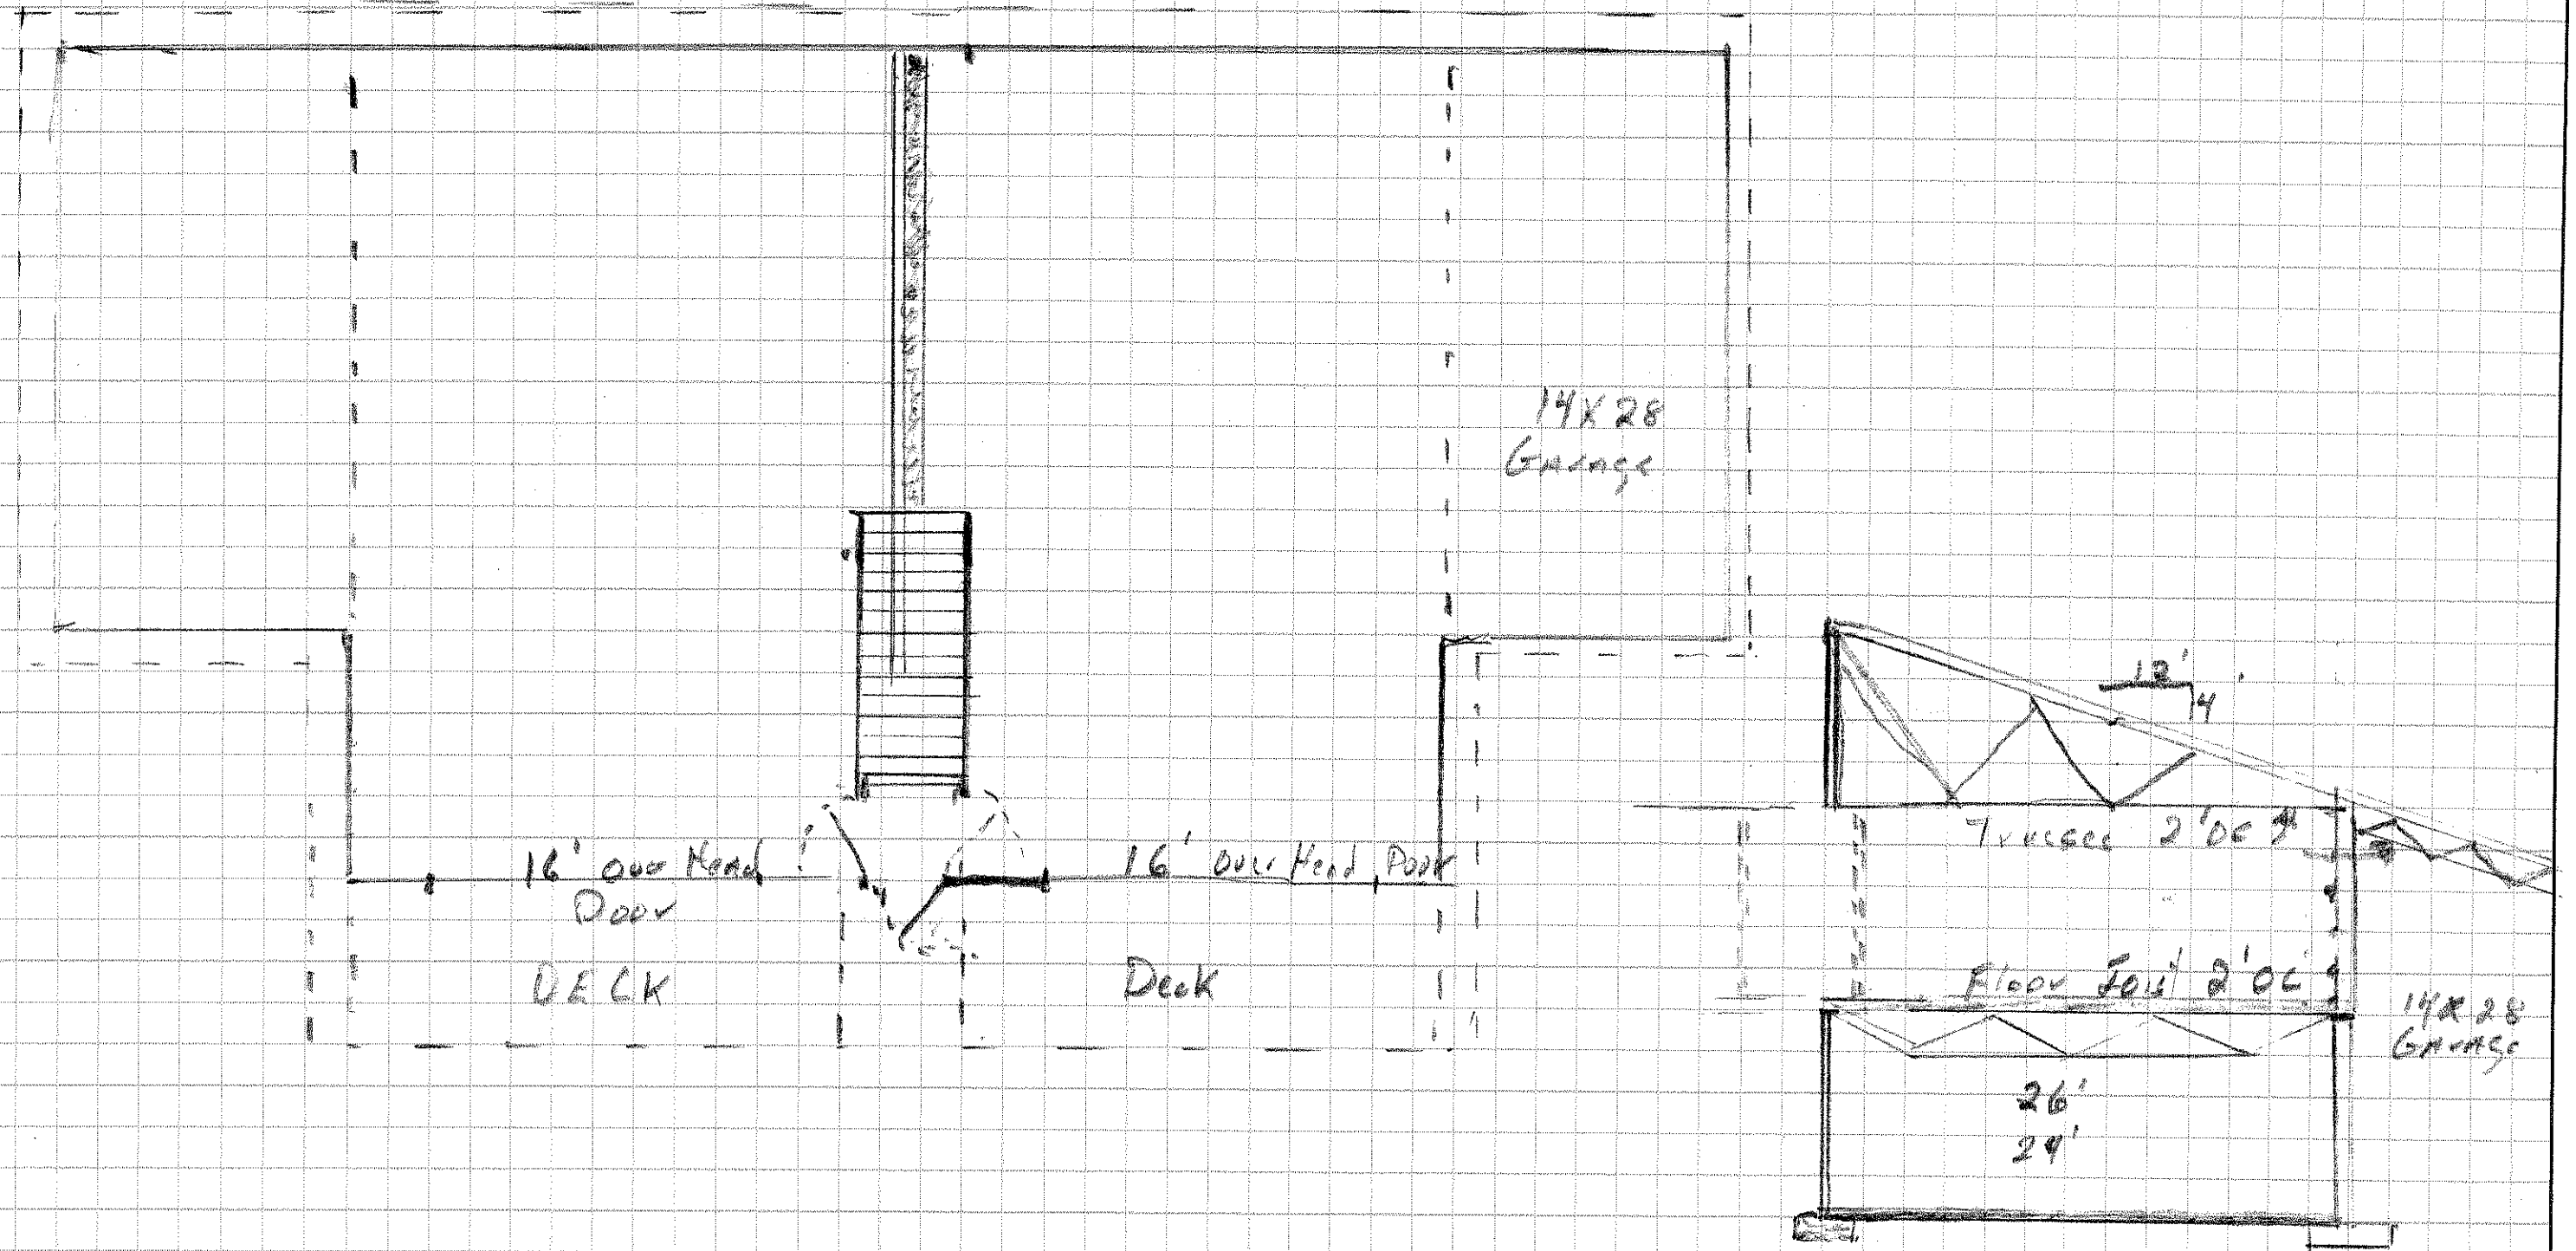 14X28
Garage
16' over Head
Door
16' over Head Door
DECK
Deck
12'
4
Trusses 2'OC
Floor Joist 2'OC
14X28
Garage
26'
24'